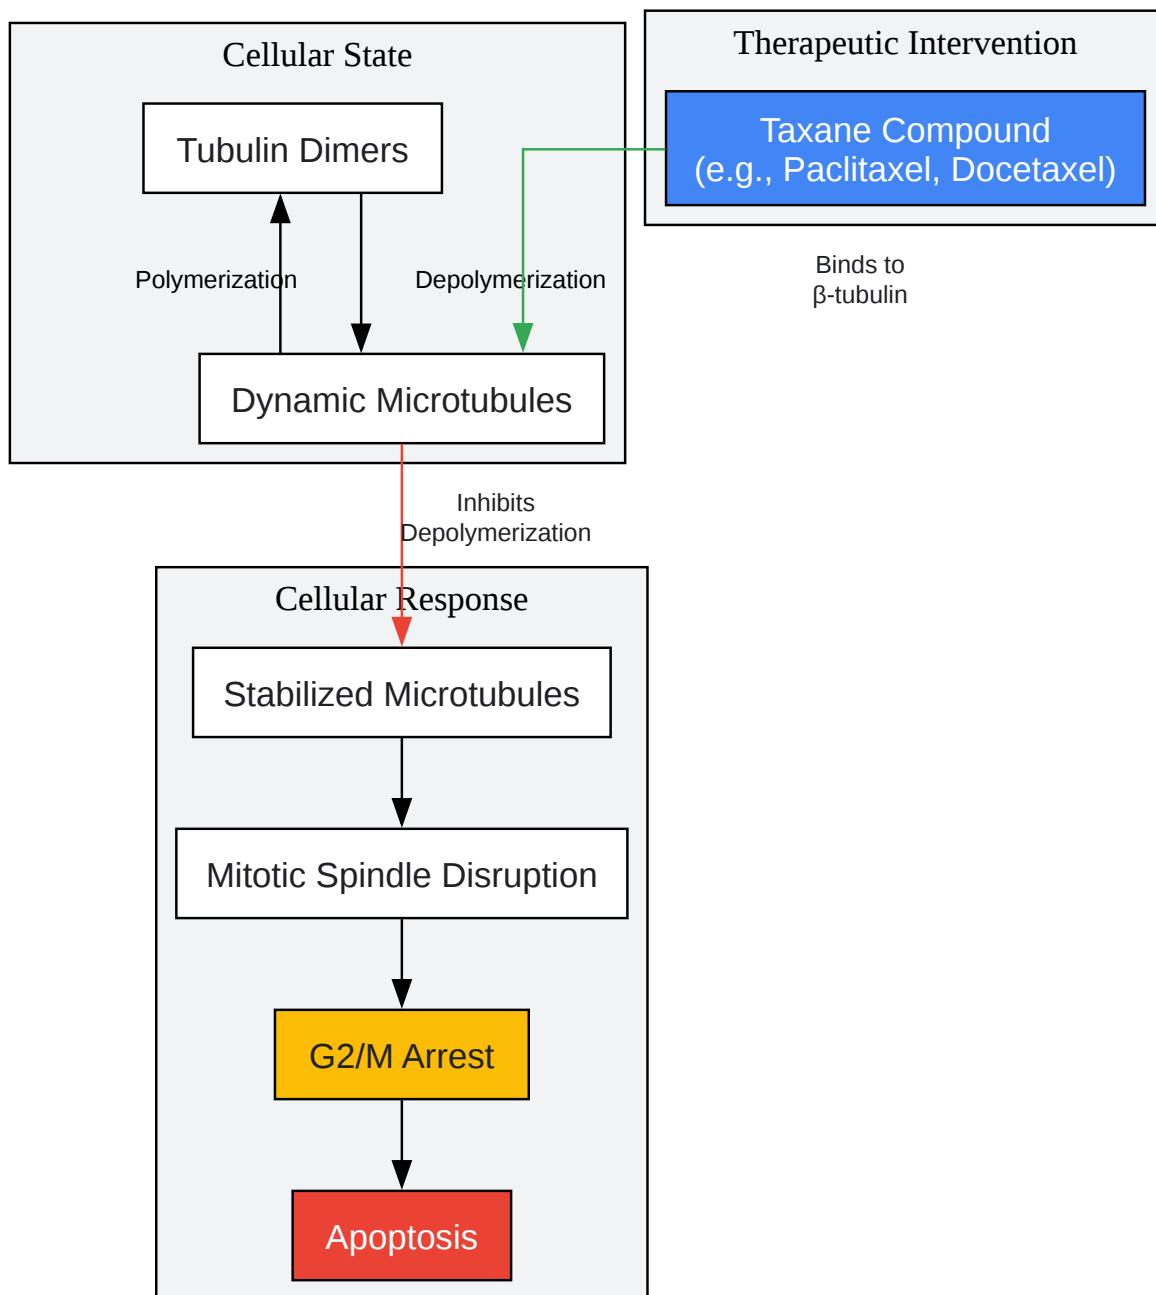 Cellular State
Therapeutic Intervention
Tubulin Dimers
Taxane Compound
(e.g., Paclitaxel, Docetaxel)
Polymerization
Depolymerization
Binds to
β-tubulin
Dynamic Microtubules
Inhibits
Depolymerization
Cellular Response
Stabilized Microtubules
Mitotic Spindle Disruption
G2/M Arrest
Apoptosis